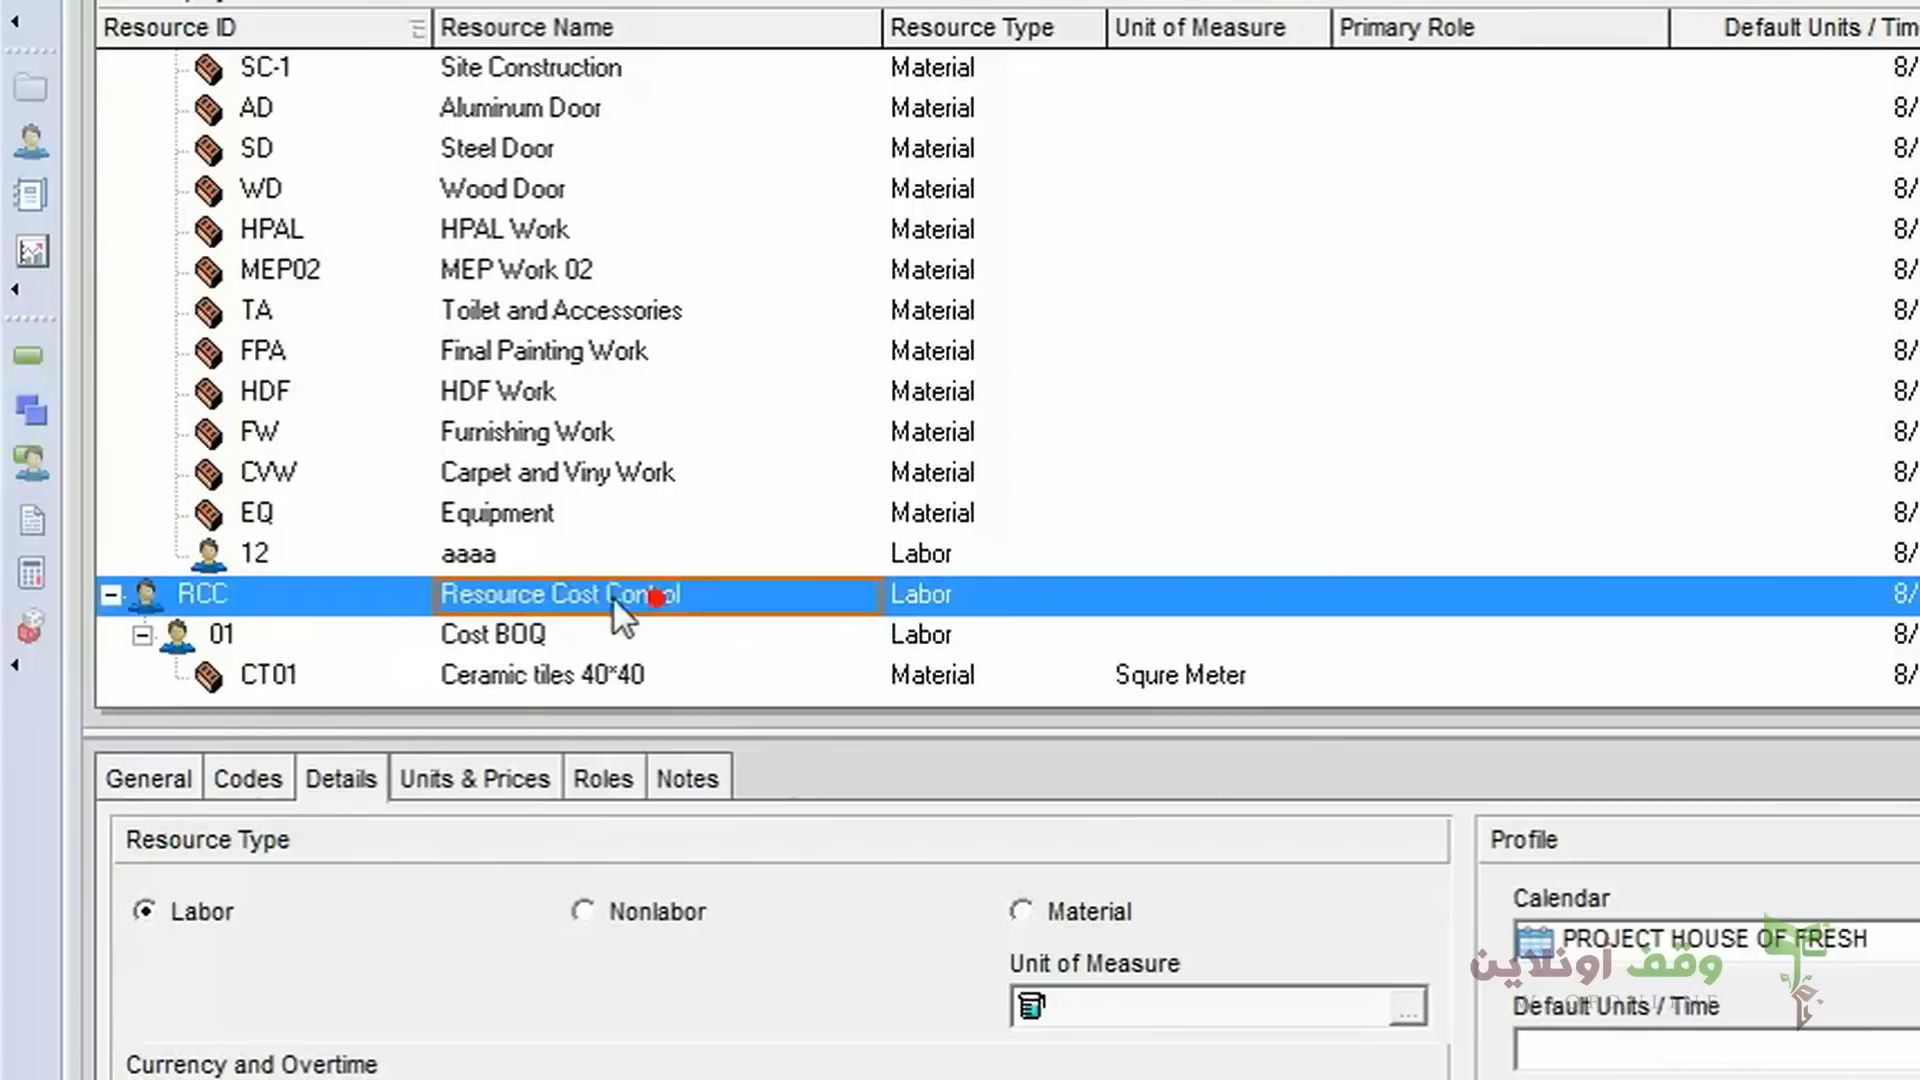 Resource ID Resource Name Resource Type Unit of Measure Primary Role Default Units / Tim
SC-1 Site Construction Material 8/
AD Aluminum Door Material 8/
SD Steel Door Material 8/
WD Wood Door Material 8/
HPAL HPAL Work Material 8/
MEP02 MEP Work 02 Material 8/
TA Toilet and Accessories Material 8/
FPA Final Painting Work Material 8/
HDF HDF Work Material 8/
FW Furnishing Work Material 8/
CVW Carpet and Viny Work Material 8/
EQ Equipment Material 8/
12 aaaa Labor 8/
RCC Resource Cost Control Labor 8/
01 Cost BOQ Labor 8/
CT01 Ceramic tiles 40*40 Material Squre Meter 8/
General Codes Details Units & Prices Roles Notes
Resource Type
Labor Nonlabor Material
Unit of Measure
...
Currency and Overtime
Profile
Calendar
PROJECT HOUSE OF FRESH
وقف أونلاين
Default Units / Time